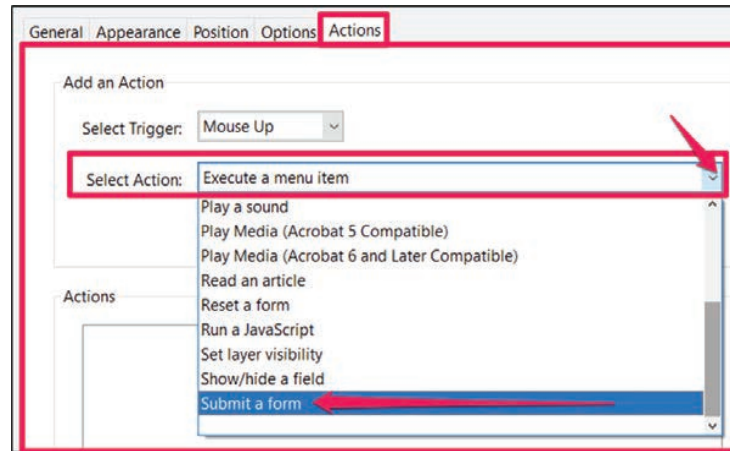 General Appearance Position Options Actions
Add an Action
Select Trigger: Mouse Up
Select Action: Execute a menu item
Play a sound
Play Media (Acrobat 5 Compatible)
Play Media (Acrobat 6 and Later Compatible)
Read an article
Reset a form
Run a JavaScript
Set layer visibility
Show/hide a field
Submit a form
Actions